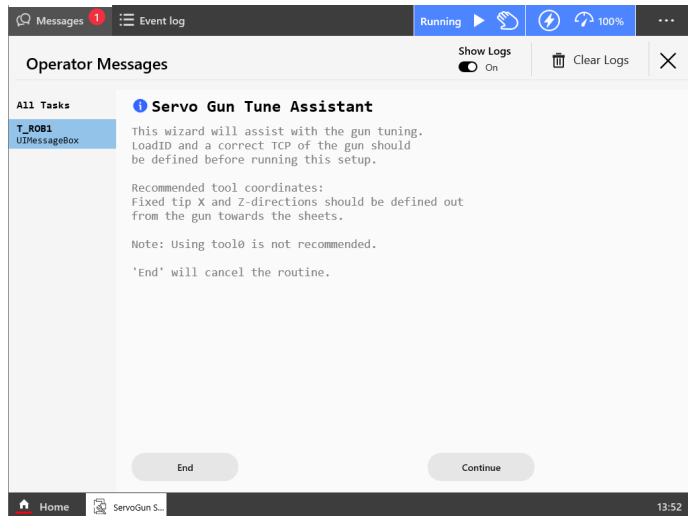 Messages 1
Event log
Running
100%
Operator Messages
Show Logs
On
Clear Logs
All Tasks
T_ROB1
UIMessageBox
Servo Gun Tune Assistant
This wizard will assist with the gun tuning.
LoadID and a correct TCP of the gun should
be defined before running this setup.
Recommended tool coordinates:
Fixed tip X and Z-directions should be defined out
from the gun towards the sheets.
Note: Using tool0 is not recommended.
'End' will cancel the routine.
End
Continue
Home
ServoGun S...
13:52